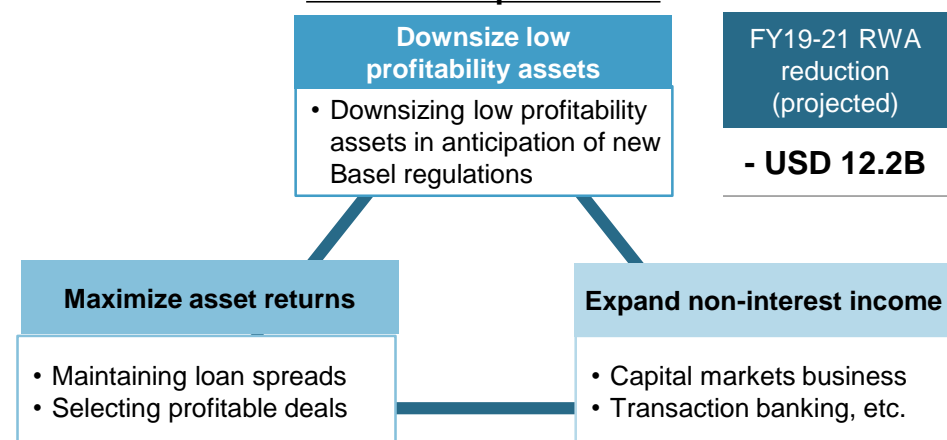 Downsize low
profitability assets
• Downsizing low profitability
assets in anticipation of new
Basel regulations
FY19-21 RWA
reduction
(projected)
- USD 12.2B
Maximize asset returns
• Maintaining loan spreads
• Selecting profitable deals
Expand non-interest income
• Capital markets business
• Transaction banking, etc.